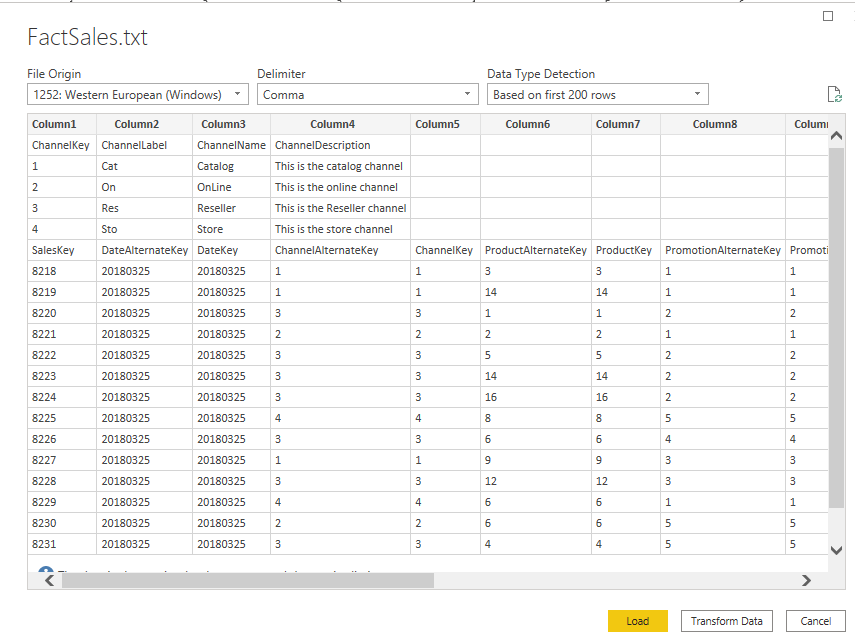 FactSales.txt
File Origin Delimiter Data Type Detection
1252: Western European (Windows) Comma Based on first 200 rows
Column1 Column2 Column3 Column4 Column5 Column6 Column7 Column8 Column
ChannelKey ChannelLabel ChannelName ChannelDescription
1 Cat Catalog This is the catalog channel
2 On OnLine This is the online channel
3 Res Reseller This is the Reseller channel
4 Sto Store This is the store channel
SalesKey DateAlternateKey DateKey ChannelAlternateKey ChannelKey ProductAlternateKey ProductKey PromotionAlternateKey Promoti
8218 20180325 20180325 1 1 3 3 1 1
8219 20180325 20180325 1 1 14 14 1 1
8220 20180325 20180325 3 3 1 1 2 2
8221 20180325 20180325 2 2 2 2 1 1
8222 20180325 20180325 3 3 5 5 2 2
8223 20180325 20180325 3 3 14 14 2 2
8224 20180325 20180325 3 3 16 16 2 2
8225 20180325 20180325 4 4 8 8 5 5
8226 20180325 20180325 3 3 6 6 4 4
8227 20180325 20180325 1 1 9 9 3 3
8228 20180325 20180325 3 3 12 12 3 3
8229 20180325 20180325 4 4 6 6 1 1
8230 20180325 20180325 2 2 6 6 5 5
8231 20180325 20180325 3 3 4 4 5 5
Load Transform Data Cancel